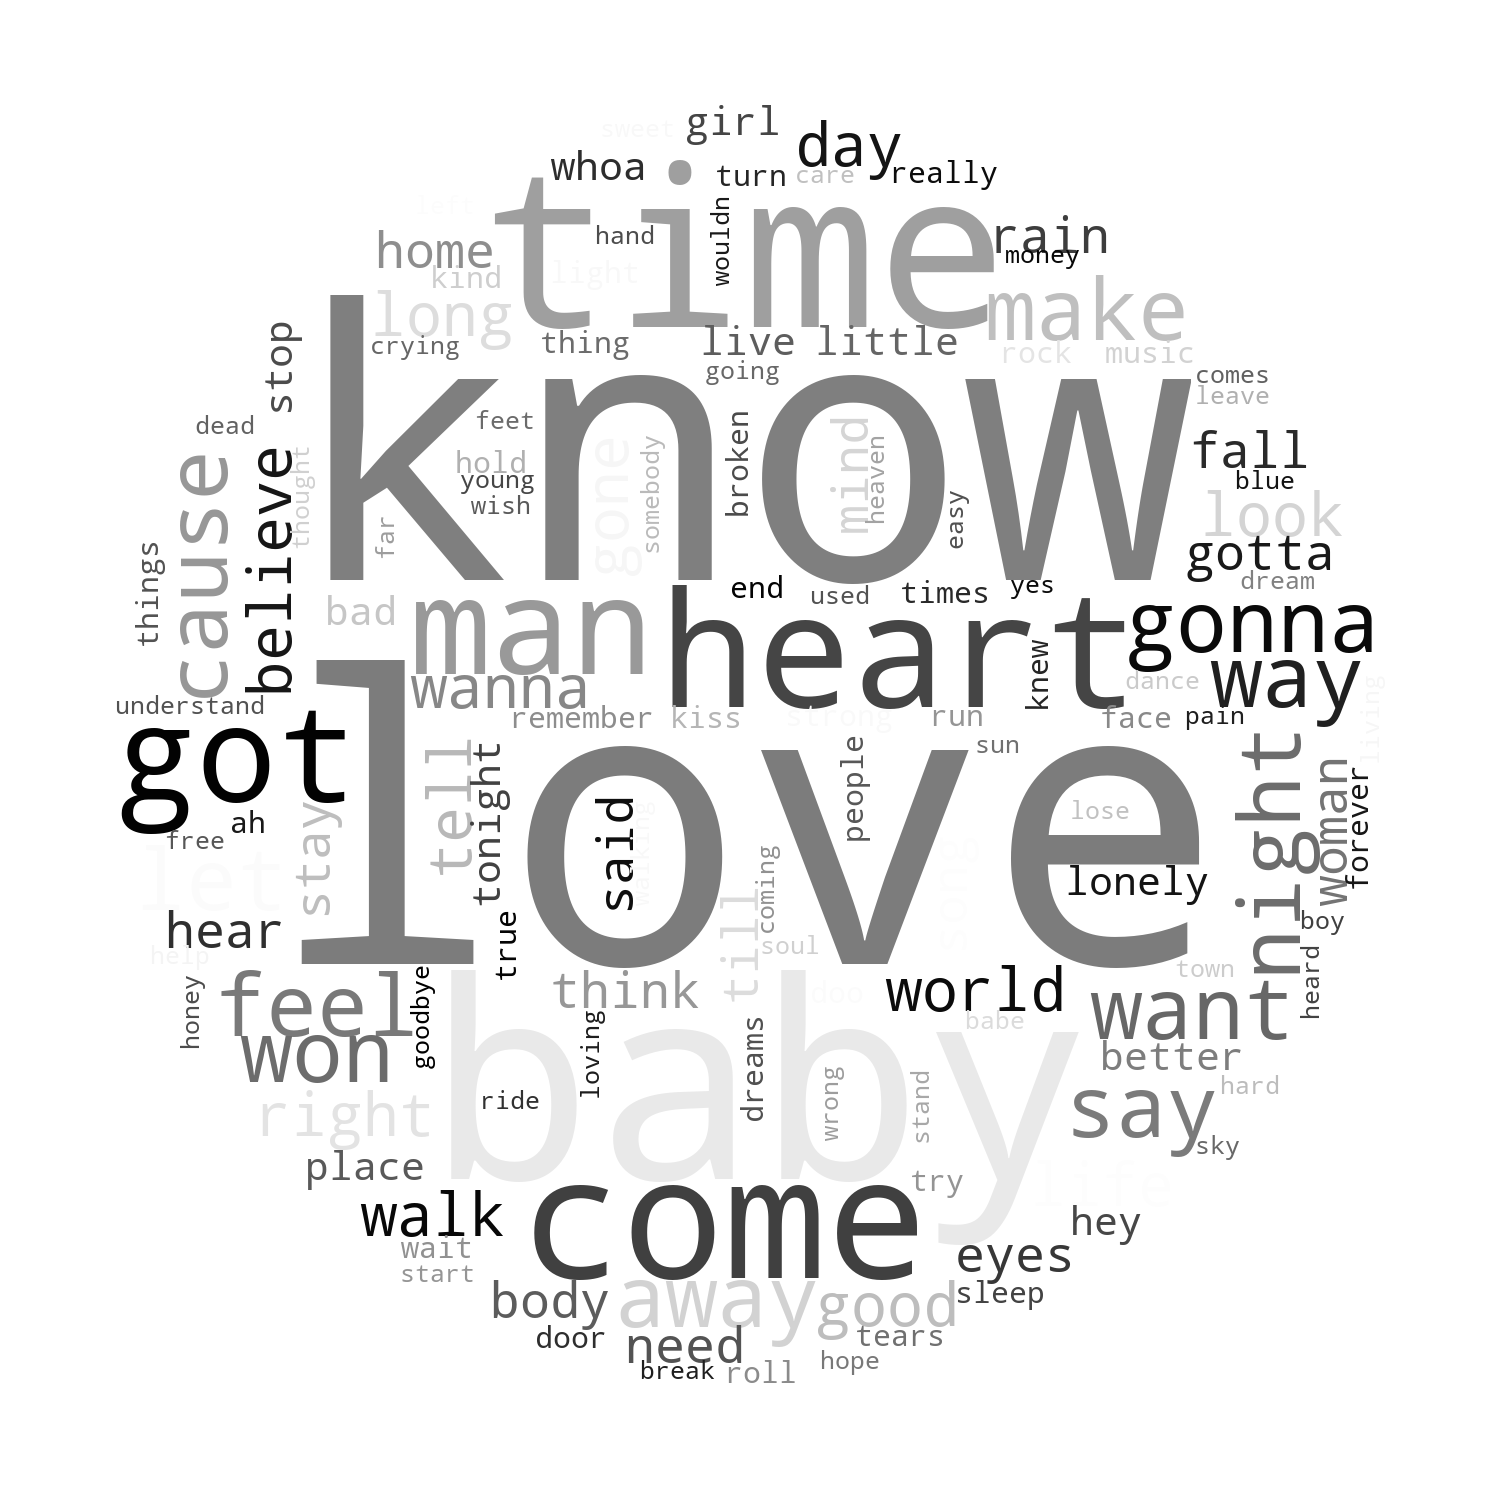 sweet girl day
whoa turn care really
time
left
home hand wouldn rain
kind light money
long make
crying thing live little rock music
going comes
stop leave
know
dead feet broken mind fall
cause believe thought hold gone somebody heaven blue
young look
wish far easy gotta
things end used times yes dream
bad man heart gonna
wanna knew dance way
understand remember kiss strong run face pain living
got love sun
tell tonight people night woman forever
stay said walking lose
ah
free song lonely
let
hear true till coming soul boy
help town heard
honey feel goodbye think doo world want
won loving dreams babe better
baby
ride wrong stand hard
right say
place sky
try life
walk come hey
wait eyes
start
body away good sleep
door need tears
break roll hope